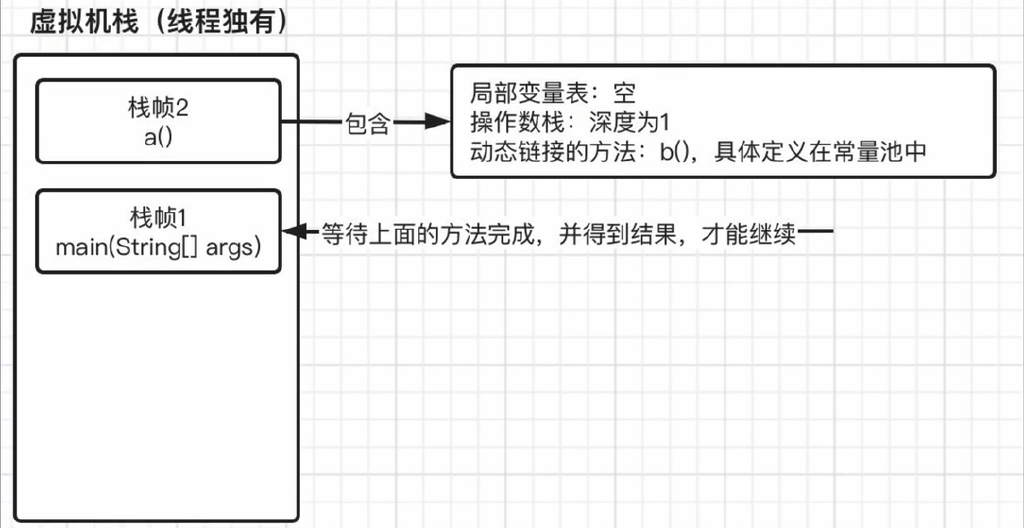 虚拟机栈（线程独有）
栈帧2
a()
包含
局部变量表：空
操作数栈：深度为1
动态链接的方法：b()，具体定义在常量池中
栈帧1
main(String[] args)
等待上面的方法完成，并得到结果，才能继续